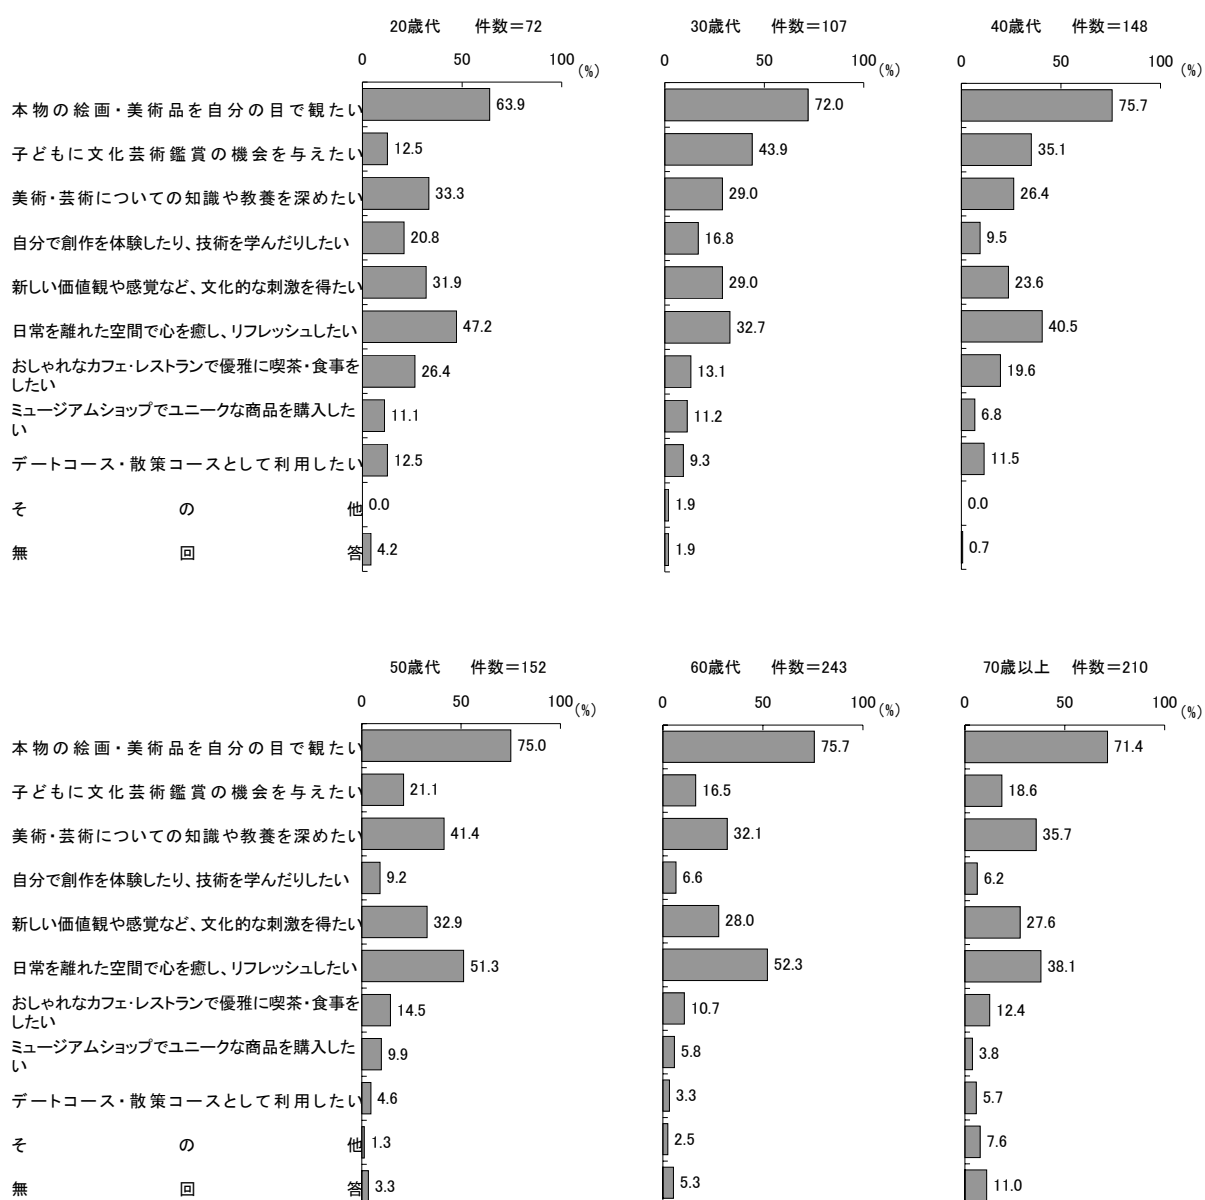 20歳代 件数＝72 30歳代 件数＝107 40歳代 件数＝148
0 50 100 (%) 0 50 100 (%) 0 50 100 (%)
本物の絵画・美術品を自分の目で観たい 63.9 72.0 75.7
子どもに文化芸術鑑賞の機会を与えたい 12.5 43.9 35.1
美術・芸術についての知識や教養を深めたい 33.3 29.0 26.4
自分で創作を体験したり、技術を学んだりしたい 20.8 16.8 9.5
新しい価値観や感覚など、文化的な刺激を得たい 31.9 29.0 23.6
日常を離れた空間で心を癒し、リフレッシュしたい 47.2 32.7 40.5
おしゃれなカフェ・レストランで優雅に喫茶・食事を
したい 26.4 13.1 19.6
ミュージアムショップでユニークな商品を購入した
い 11.1 11.2 6.8
デートコース・散策コースとして利用したい 12.5 9.3 11.5
その他 0.0 1.9 0.0
無回答 4.2 1.9 0.7
50歳代 件数＝152 60歳代 件数＝243 70歳以上 件数＝210
0 50 100 (%) 0 50 100 (%) 0 50 100 (%)
本物の絵画・美術品を自分の目で観たい 75.0 75.7 71.4
子どもに文化芸術鑑賞の機会を与えたい 21.1 16.5 18.6
美術・芸術についての知識や教養を深めたい 41.4 32.1 35.7
自分で創作を体験したり、技術を学んだりしたい 9.2 6.6 6.2
新しい価値観や感覚など、文化的な刺激を得たい 32.9 28.0 27.6
日常を離れた空間で心を癒し、リフレッシュしたい 51.3 52.3 38.1
おしゃれなカフェ・レストランで優雅に喫茶・食事を
したい 14.5 10.7 12.4
ミュージアムショップでユニークな商品を購入した
い 9.9 5.8 3.8
デートコース・散策コースとして利用したい 4.6 3.3 5.7
その他 1.3 2.5 7.6
無回答 3.3 5.3 11.0